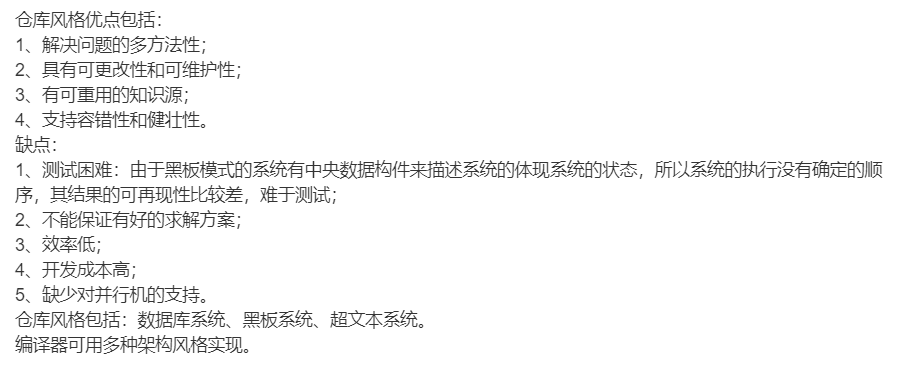 仓库风格优点包括：
1、解决问题的多方法性；
2、具有可更改性和可维护性；
3、有可重用的知识源；
4、支持容错性和健壮性。
缺点：
1、测试困难：由于黑板模式的系统有中央数据构件来描述系统的体现系统的状态，所以系统的执行没有确定的顺
序，其结果的可再现性比较差，难于测试；
2、不能保证有好的求解方案；
3、效率低；
4、开发成本高；
5、缺少对并行机的支持。
仓库风格包括：数据库系统、黑板系统、超文本系统。
编译器可用多种架构风格实现。